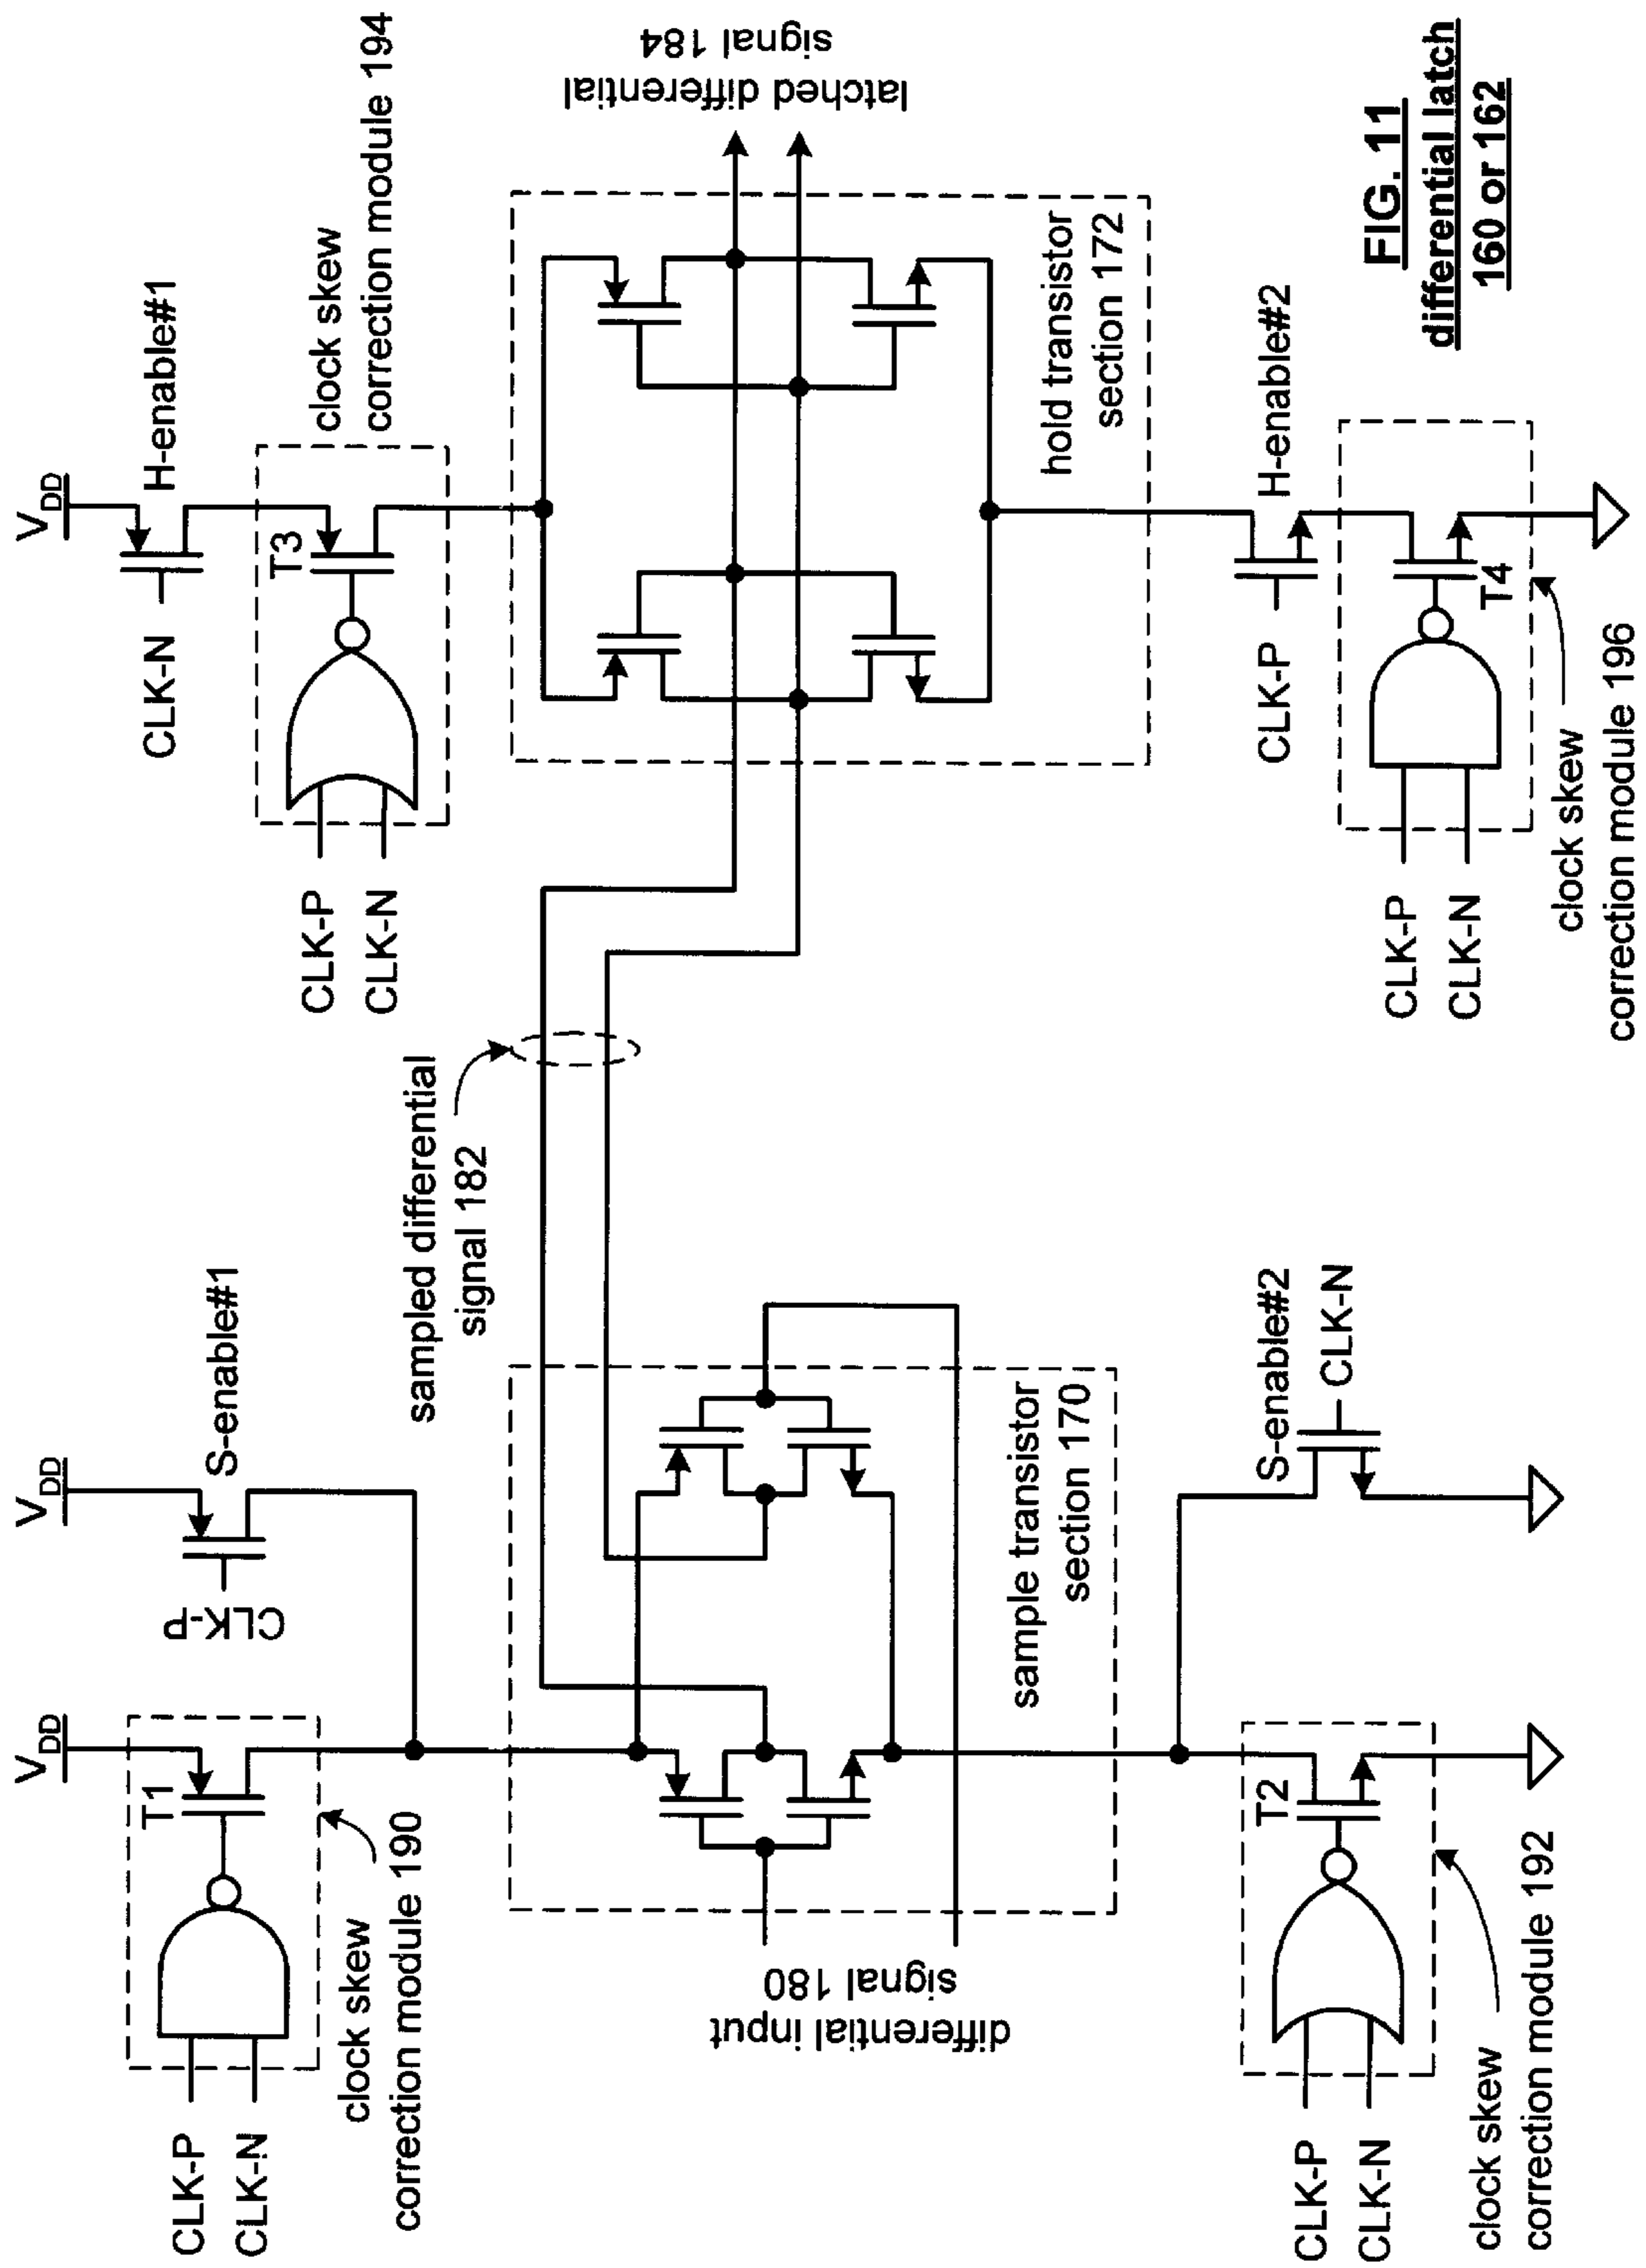 V_DD
T1
CLK-P
CLK-N
clock skew
correction module 190
V_DD
S-enable#1
CLK-P
sampled differential
signal 182
differential input
signal 180
sample transistor
section 170
T2
CLK-P
CLK-N
clock skew
correction module 192
S-enable#2
CLK-N
V_DD
H-enable#1
CLK-N
T3
CLK-P
CLK-N
clock skew
correction module 194
latched differential
signal 184
hold transistor
section 172
H-enable#2
CLK-P
T4
CLK-P
CLK-N
clock skew
correction module 196
FIG. 11
differential latch
160 or 162